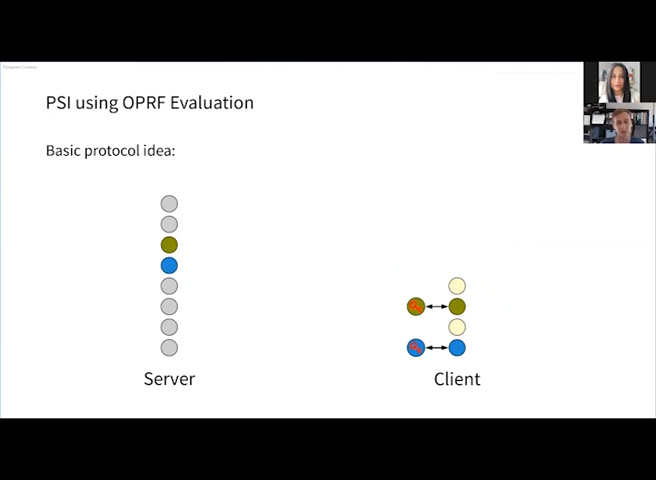 PSI using OPRF Evaluation
Basic protocol idea:
Server
Client